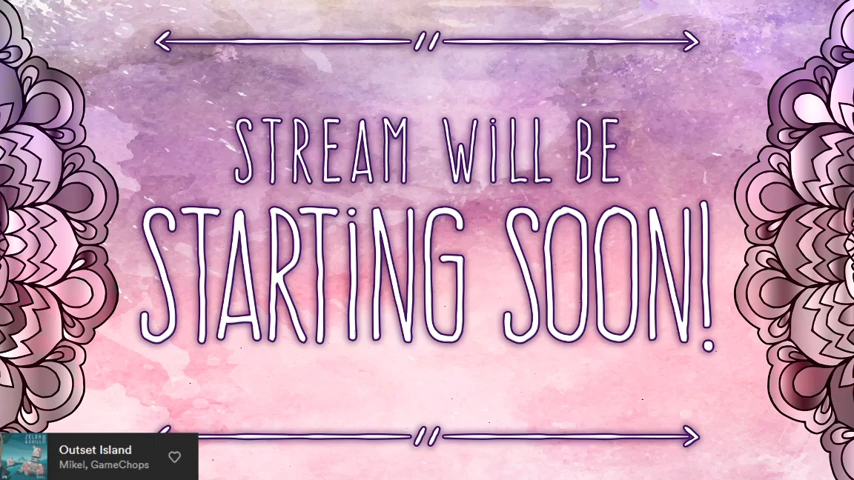 STREAM WILL BE
STARTING SOON!
Outset Island
Mikel, GameChops